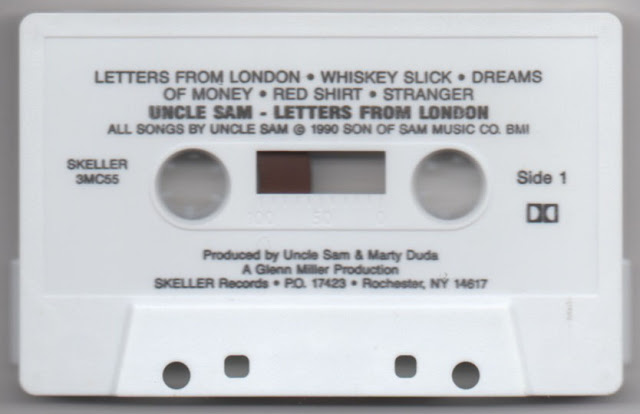 LETTERS FROM LONDON • WHISKEY SLICK • DREAMS
OF MONEY • RED SHIRT • STRANGER
UNCLE SAM - LETTERS FROM LONDON
ALL SONGS BY UNCLE SAM © 1990 SON OF SAM MUSIC CO. BMI
SKELLER
3MC55
Side 1
100 50 0
Produced by Uncle Sam & Marty Duda
A Glenn Miller Production
SKELLER Records • P.O. 17423 • Rochester, NY 14617